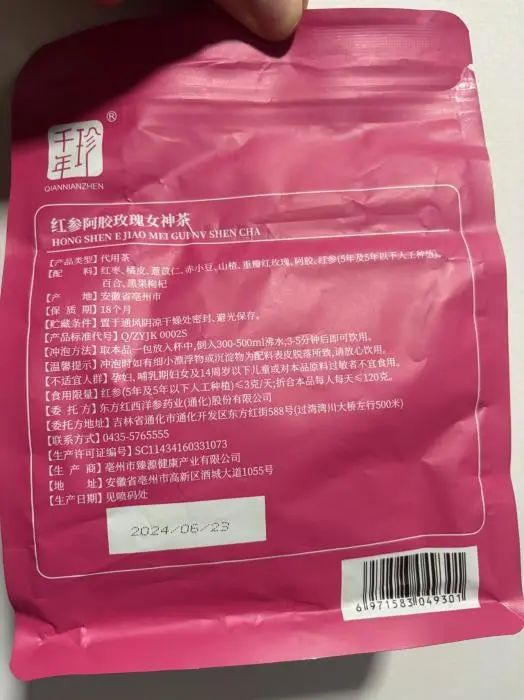 千年珍
®
QIANNIANZHEN
红参阿胶玫瑰女神茶
HONG SHEN E JIAO MEI GUI NV SHEN CHA
【产品类型】代用茶
【配 料】红枣、橘皮、薏苡仁、赤小豆、山楂、重瓣红玫瑰、阿胶、红参(5年及5年以下人工种植)、
百合、黑果枸杞
【产 地】安徽省亳州市
【保 质 期】18个月
【贮藏条件】置于通风阴凉干燥处密封、避光保存。
【产品标准代号】Q/ZYJK 0002S
【冲泡方法】取本品一包放入杯中,倒入300-500ml沸水,3-5分钟后即可饮用。
【温馨提示】冲泡时如有细小漂浮物或沉淀物为配料表皮脱落所致,请放心饮用。
【不适宜人群】孕妇、哺乳期妇女及14周岁以下儿童或对本品原料过敏者不宜食用。
【食用限量】红参(5年及5年以下人工种植)≤3克/天;折合本品每人每天≤120克。
【委 托 方】东方红西洋参药业(通化)股份有限公司
【委托方地址】吉林省通化市通化开发区东方红街588号(过湾湾川大桥左行500米)
【联系方式】0435-5765555
【生产许可证编号】SC11434160331073
【生 产 商】亳州市臻源健康产业有限公司
【地 址】安徽省亳州市高新区酒城大道1055号
【生产日期】见喷码处
2024/06/23
6 971583 049301